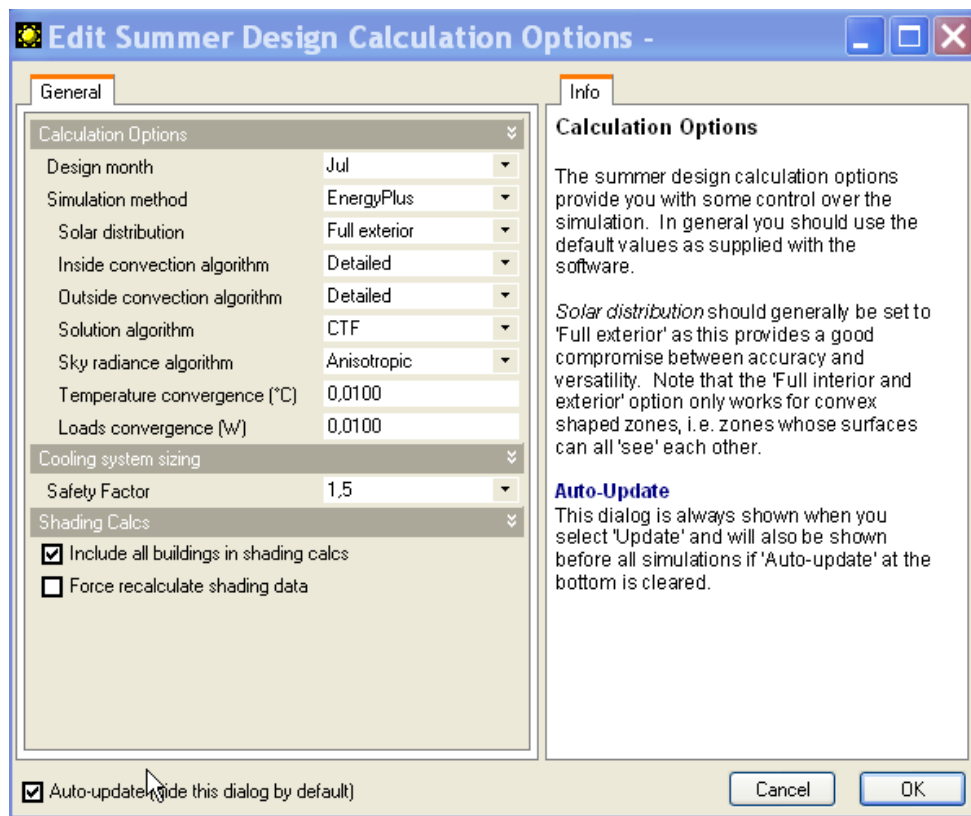 Edit Summer Design Calculation Options -
General
Calculation Options
Design month Jul
Simulation method EnergyPlus
Solar distribution Full exterior
Inside convection algorithm Detailed
Outside convection algorithm Detailed
Solution algorithm CTF
Sky radiance algorithm Anisotropic
Temperature convergence (°C) 0,0100
Loads convergence (W) 0,0100
Cooling system sizing
Safety Factor 1,5
Shading Calcs
Include all buildings in shading calcs
Force recalculate shading data
Info
Calculation Options
The summer design calculation options
provide you with some control over the
simulation. In general you should use the
default values as supplied with the
software.
Solar distribution should generally be set to
'Full exterior' as this provides a good
compromise between accuracy and
versatility. Note that the 'Full interior and
exterior' option only works for convex
shaped zones, i.e. zones whose surfaces
can all 'see' each other.
Auto-Update
This dialog is always shown when you
select 'Update' and will also be shown
before all simulations if 'Auto-update' at the
bottom is cleared.
Auto-update (hide this dialog by default)
Cancel OK